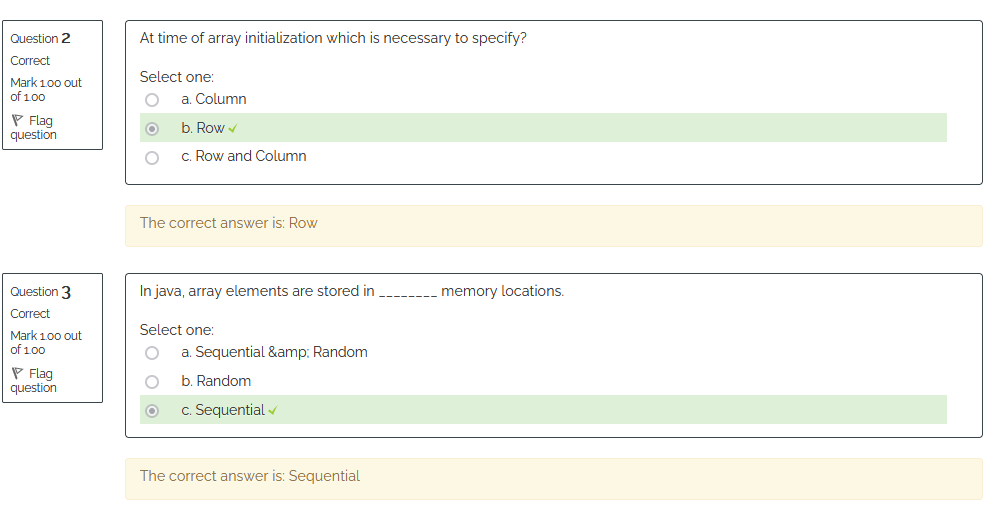 Question 2
Correct
Mark 1.00 out
of 1.00
Flag
question
At time of array initialization which is necessary to specify?
Select one:
a. Column
b. Row
c. Row and Column
The correct answer is: Row
Question 3
Correct
Mark 1.00 out
of 1.00
Flag
question
In java, array elements are stored in ________ memory locations.
Select one:
a. Sequential &amp; Random
b. Random
c. Sequential
The correct answer is: Sequential